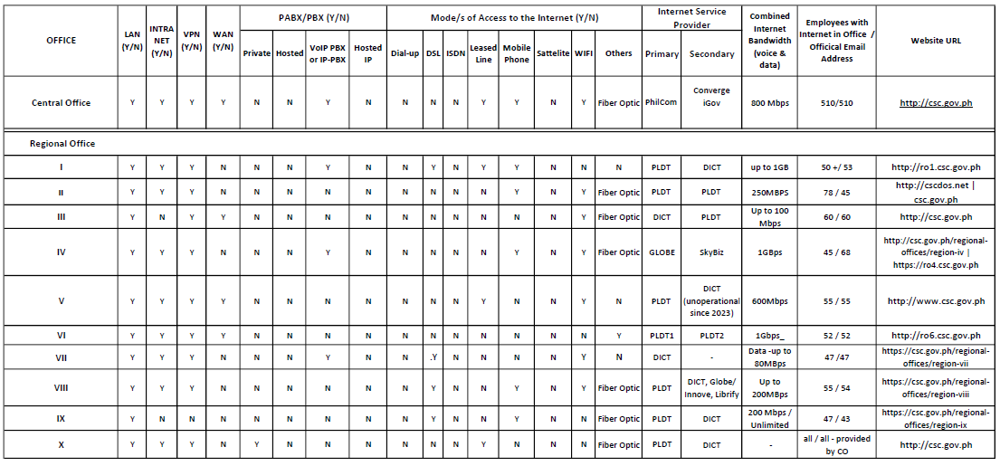 OFFICE | LAN (Y/N) | INTRA NET (Y/N) | VPN (Y/N) | WAN (Y/N) | PABX/PBX (Y/N) | Mode/s of Access to the Internet (Y/N) | Internet Service Provider | Combined Internet Bandwidth (voice & data) | Employees with Internet in Office / Officical Email Address | Website URL
Private | Hosted | VoIP PBX or IP-PBX | Hosted IP | Dial-up | DSL | ISDN | Leased Line | Mobile Phone | Sattelite | WIFI | Others | Primary | Secondary
Central Office | Y | Y | Y | Y | N | N | Y | N | N | N | N | Y | Y | N | Y | Fiber Optic | PhilCom | Converge iGov | 800 Mbps | 510/510 | http://csc.gov.ph
Regional Office
I | Y | Y | Y | N | N | N | Y | N | N | Y | N | Y | Y | N | N | N | PLDT | DICT | up to 1GB | 50 +/ 53 | http://ro1.csc.gov.ph
II | Y | Y | Y | N | N | N | N | N | N | N | N | N | Y | N | Y | Fiber Optic | PLDT | PLDT | 250MBPS | 78 / 45 | http://cscdos.net | csc.gov.ph
III | Y | N | Y | Y | N | N | N | N | N | N | N | N | N | N | Y | Fiber Optic | DICT | PLDT | Up to 100 Mbps | 60 / 60 | http://csc.gov.ph
IV | Y | Y | Y | N | N | N | Y | N | N | N | N | N | Y | N | Y | Fiber Optic | GLOBE | SkyBiz | 1GBps | 45 / 68 | http://csc.gov.ph/regional-offices/region-iv | https://ro4.csc.gov.ph
V | Y | Y | Y | Y | N | N | N | N | N | N | N | Y | N | N | Y | N | PLDT | DICT (unoperational since 2023) | 600Mbps | 55 / 55 | http://www.csc.gov.ph
VI | Y | Y | Y | Y | N | N | N | N | N | N | N | N | N | N | N | Y | PLDT1 | PLDT2 | 1Gbps_ | 52 / 52 | http://ro6.csc.gov.ph
VII | Y | Y | Y | N | N | N | Y | N | N | .Y | N | N | N | N | Y | N | DICT | - | Data -up to 80MBps | 47 /47 | https://csc.gov.ph/regional-offices/region-vii
VIII | Y | Y | Y | N | N | N | N | N | N | Y | N | N | Y | N | Y | Fiber Optic | PLDT | DICT, Globe/ Innove, Librify | Up to 200MBps | 55 / 54 | https://csc.gov.ph/regional-offices/region-viii
IX | Y | N | N | N | N | N | N | N | N | Y | N | N | Y | N | N | Fiber Optic | PLDT | DICT | 200 Mbps / Unlimited | 47 / 43 | https://csc.gov.ph/regional-offices/region-ix
X | Y | Y | Y | N | Y | N | N | N | N | N | N | Y | N | N | N | Fiber Optic | PLDT | DICT | - | all / all - provided by CO | http://csc.gov.ph